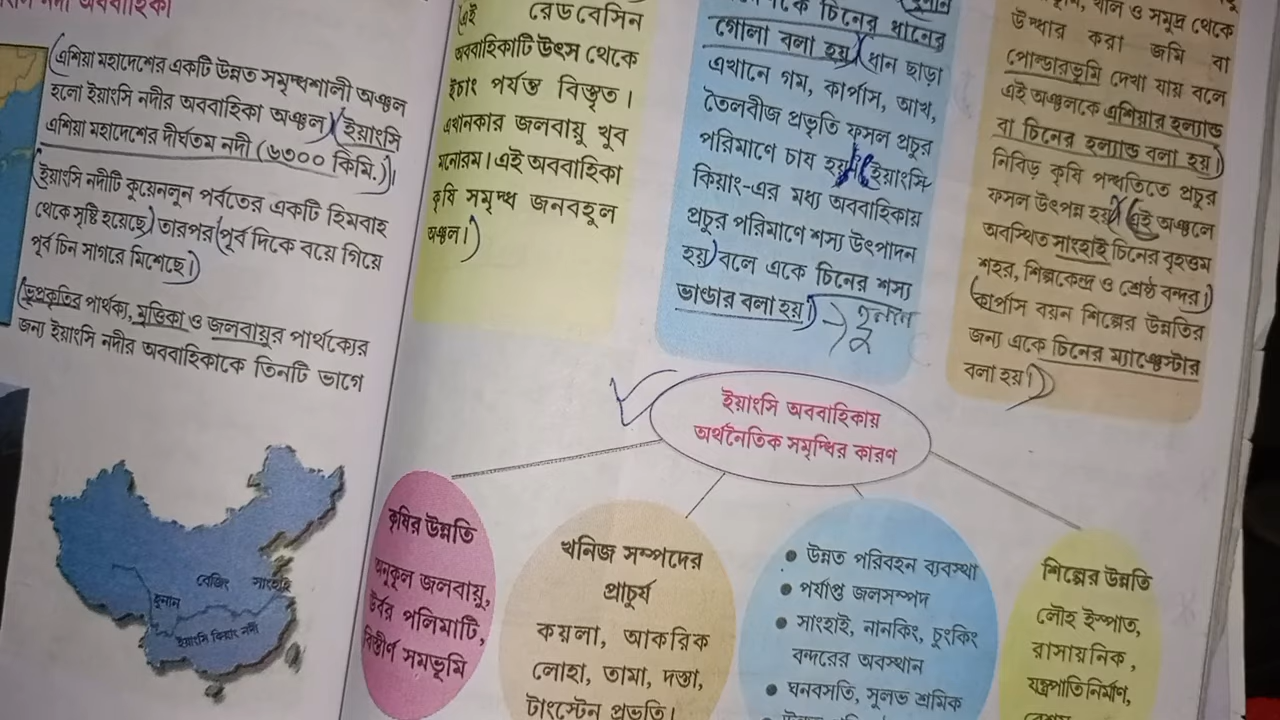 নদী অববাহিকা
(এশিয়া মহাদেশের একটি উন্নত সমৃদ্ধশালী অঞ্চল
হলো ইয়াংসি নদীর অববাহিকা অঞ্চল)(ইয়াংসি
এশিয়া মহাদেশের দীর্ঘতম নদী (৬৩০০ কিমি.)।
(ইয়াংসি নদীটি কুয়েনলুন পর্বতের একটি হিমবাহ
থেকে সৃষ্টি হয়েছে) তারপর (পূর্ব দিকে বয়ে গিয়ে
পূর্ব চিন সাগরে মিশেছে।)
(ভূপ্রকৃতির পার্থক্য, মৃত্তিকা ও জলবায়ুর পার্থক্যের
জন্য ইয়াংসি নদীর অববাহিকাকে তিনটি ভাগে
বেজিং সাংহাই
হুনান
ইয়াংসি কিয়াং নদী
(এই রেডবেসিন
অববাহিকাটি উৎস থেকে
ইচাং পর্যন্ত বিস্তৃত।
এখানকার জলবায়ু খুব
মনোরম। এই অববাহিকা
কৃষি সমৃদ্ধ জনবহুল
অঞ্চল।)
চিনের ধানের
গোলা বলা হয়)(ধান ছাড়া
এখানে গম, কার্পাস, আখ,
তৈলবীজ প্রভৃতি ফসল প্রচুর
পরিমাণে চাষ হয়।(ইয়াংসি-
কিয়াং-এর মধ্য অববাহিকায়
প্রচুর পরিমাণে শস্য উৎপাদন
হয়) বলে একে চিনের শস্য
ভাণ্ডার বলা হয়।)
খাল ও সমুদ্র থেকে
উদ্ধার করা জমি বা
পোল্ডারভূমি দেখা যায় বলে
এই অঞ্চলকে এশিয়ার হল্যান্ড
বা চিনের হল্যান্ড বলা হয়।)
নিবিড় কৃষি পদ্ধতিতে প্রচুর
ফসল উৎপন্ন হয়।(এই অঞ্চলে
অবস্থিত সাংহাই চিনের বৃহত্তম
শহর, শিল্পকেন্দ্র ও শ্রেষ্ঠ বন্দর।)
(কার্পাস বয়ন শিল্পের উন্নতির
জন্য একে চিনের ম্যাঞ্চেস্টার
বলা হয়।)
ইয়াংসি অববাহিকায়
অর্থনৈতিক সমৃদ্ধির কারণ
কৃষির উন্নতি
অনুকূল জলবায়ু,
উর্বর পলিমাটি,
বিস্তীর্ণ সমভূমি
খনিজ সম্পদের
প্রাচুর্য
কয়লা, আকরিক
লোহা, তামা, দস্তা,
টাংস্টেন প্রভৃতি।
• উন্নত পরিবহন ব্যবস্থা
• পর্যাপ্ত জলসম্পদ
• সাংহাই, নানকিং, চুংকিং
বন্দরের অবস্থান
• ঘনবসতি, সুলভ শ্রমিক
শিল্পের উন্নতি
লৌহ ইস্পাত,
রাসায়নিক,
যন্ত্রপাতিনির্মাণ,